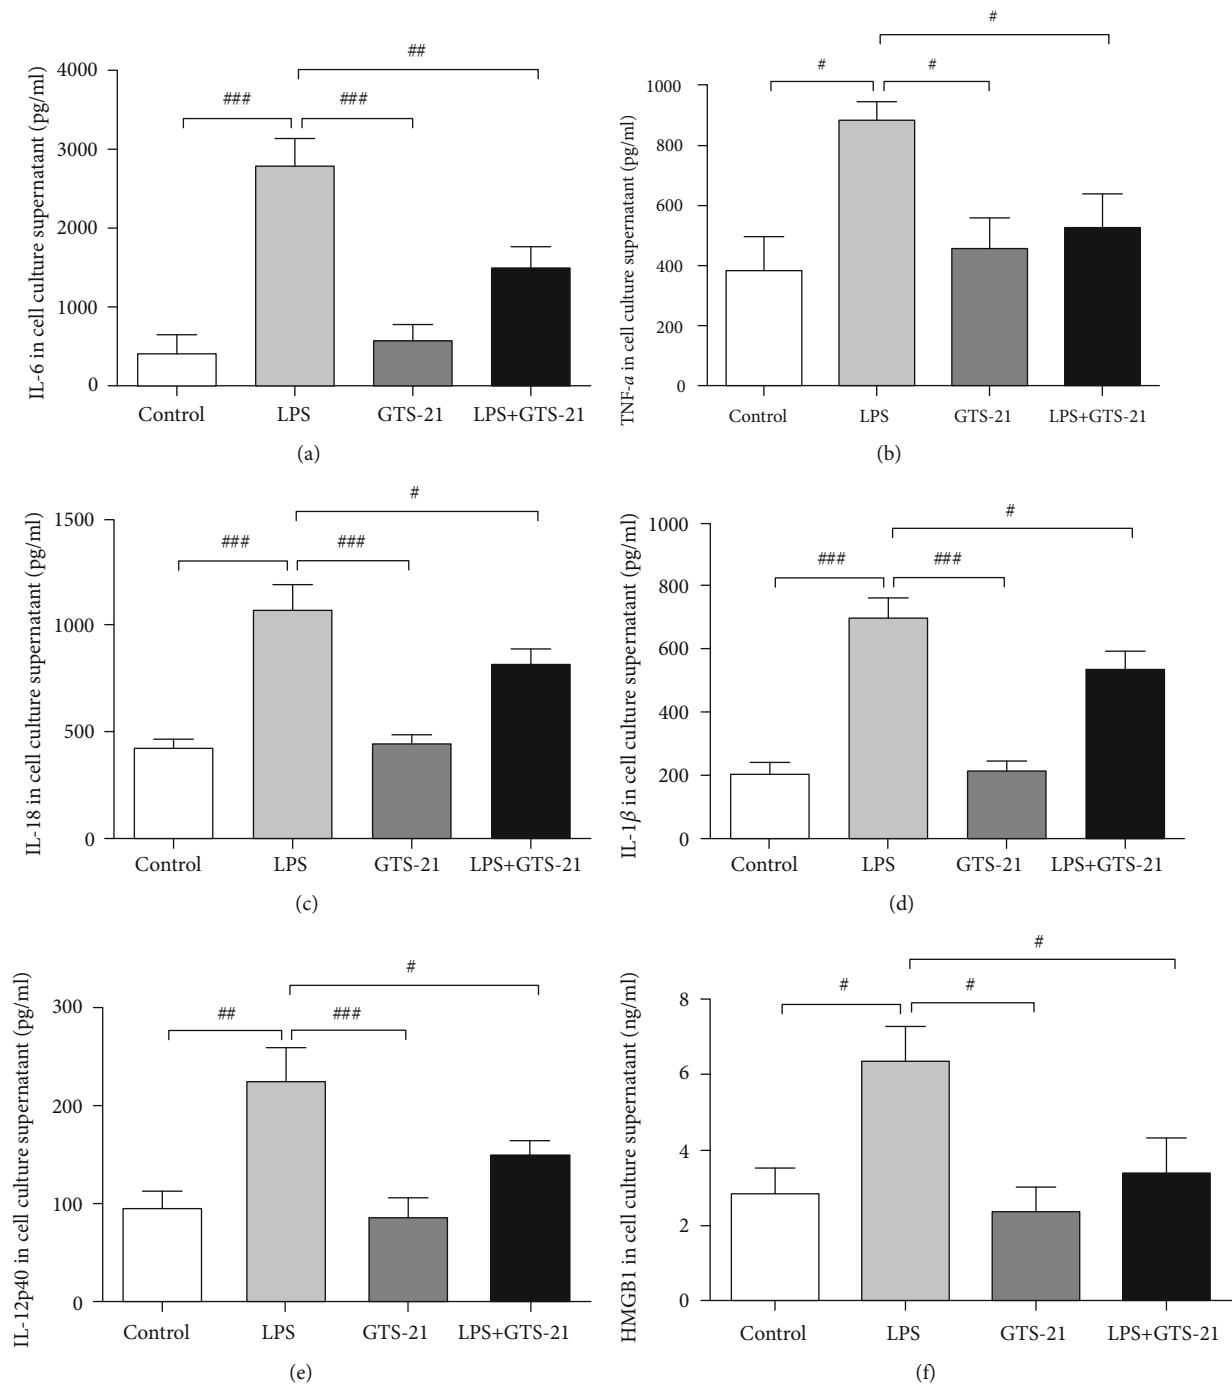 IL-6 in cell culture supernatant (pg/ml)
4000
3000
2000
1000
0
##
###
###
Control
LPS
GTS-21
LPS+GTS-21
(a)
TNF-a in cell culture supernatant (pg/ml)
1000
800
600
400
200
0
#
#
#
Control
LPS
GTS-21
LPS+GTS-21
(b)
IL-18 in cell culture supernatant (pg/ml)
1500
1000
500
0
#
###
###
Control
LPS
GTS-21
LPS+GTS-21
(c)
IL-1β in cell culture supernatant (pg/ml)
1000
800
600
400
200
0
#
###
###
Control
LPS
GTS-21
LPS+GTS-21
(d)
IL-12p40 in cell culture supernatant (pg/ml)
300
200
100
0
#
##
###
Control
LPS
GTS-21
LPS+GTS-21
(e)
HMGB1 in cell culture supernatant (ng/ml)
8
6
4
2
0
#
#
#
Control
LPS
GTS-21
LPS+GTS-21
(f)